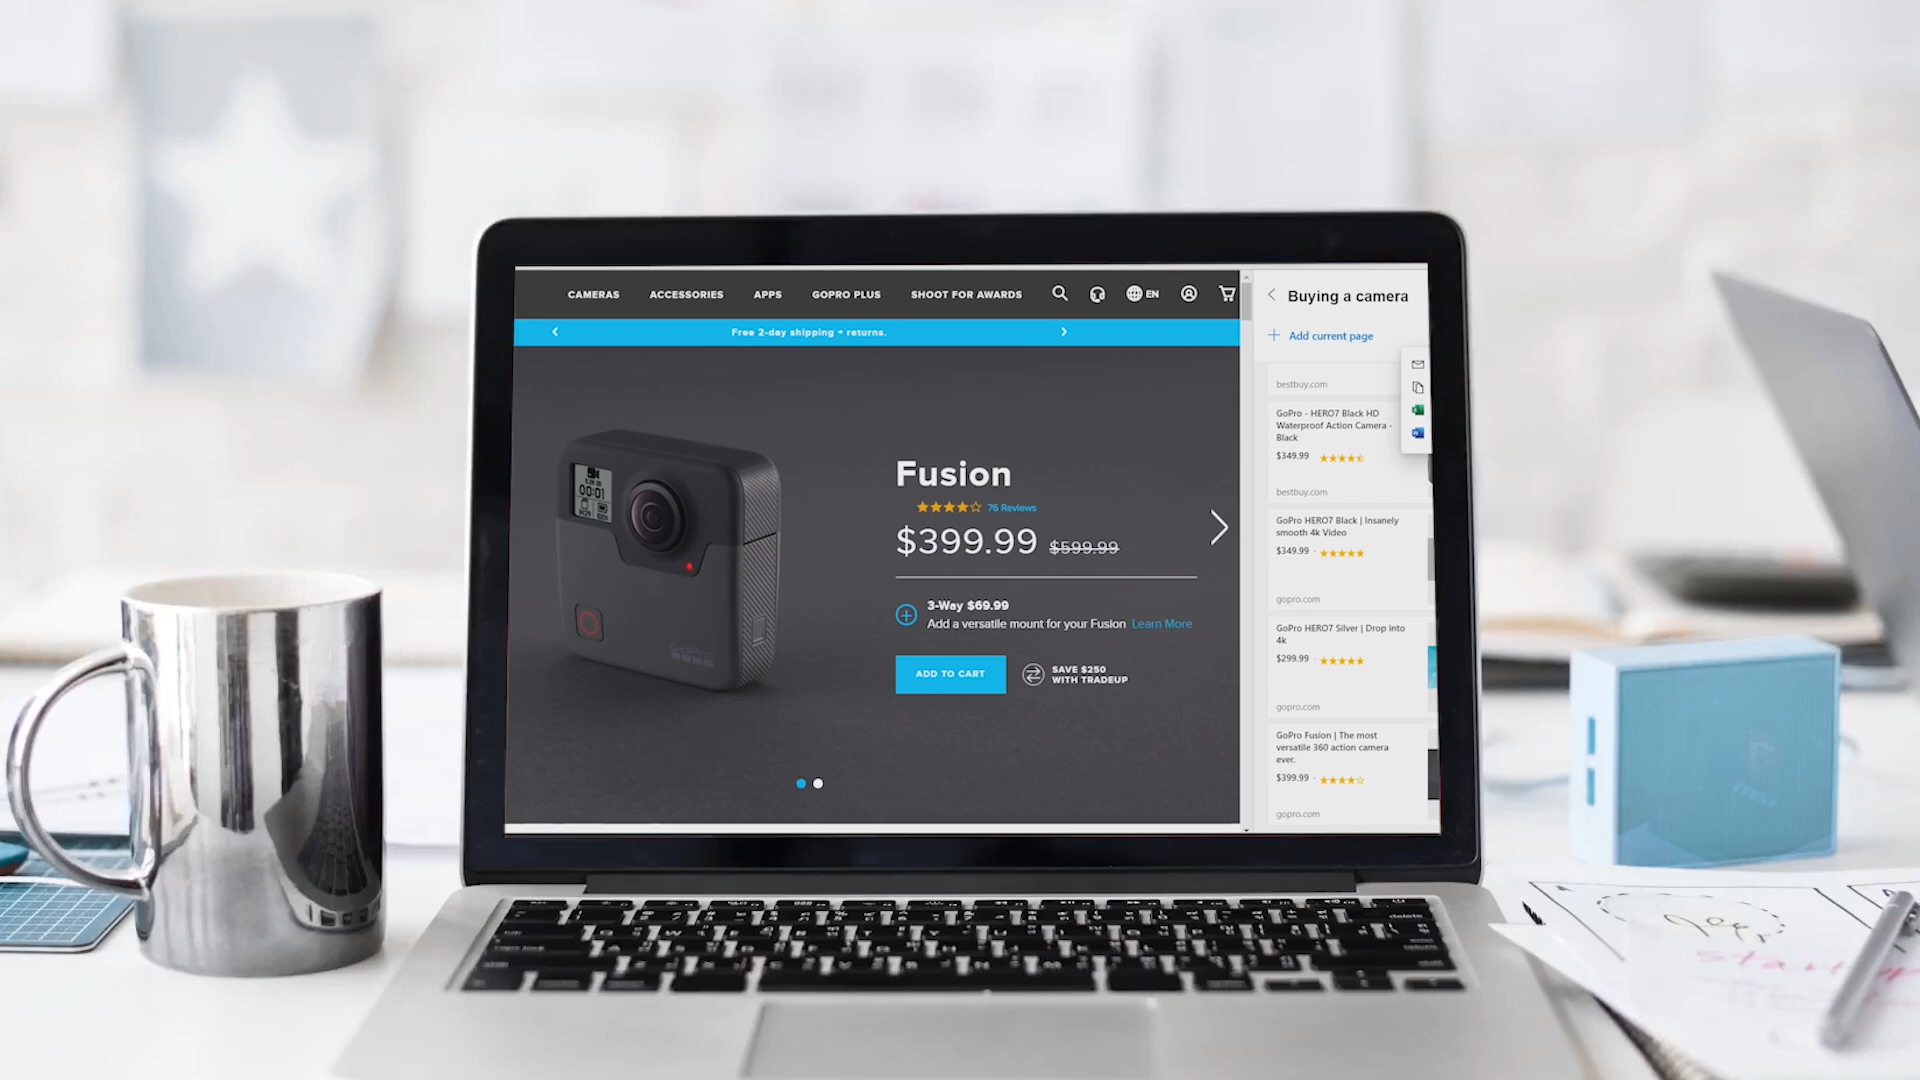 CAMERAS ACCESSORIES APPS GOPRO PLUS SHOOT FOR AWARDS EN
Free 2-day shipping + returns.
Fusion
76 Reviews
$399.99 $599.99
3-Way $69.99
Add a versatile mount for your Fusion Learn More
ADD TO CART
SAVE $250
WITH TRADEUP
00:01
Buying a camera
Add current page
bestbuy.com
GoPro - HERO7 Black HD
Waterproof Action Camera -
Black
$349.99
bestbuy.com
GoPro HERO7 Black | Insanely
smooth 4k Video
$349.99
gopro.com
GoPro HERO7 Silver | Drop into
4k
$299.99
gopro.com
GoPro Fusion | The most
versatile 360 action camera
ever.
$399.99
gopro.com
msi
delete